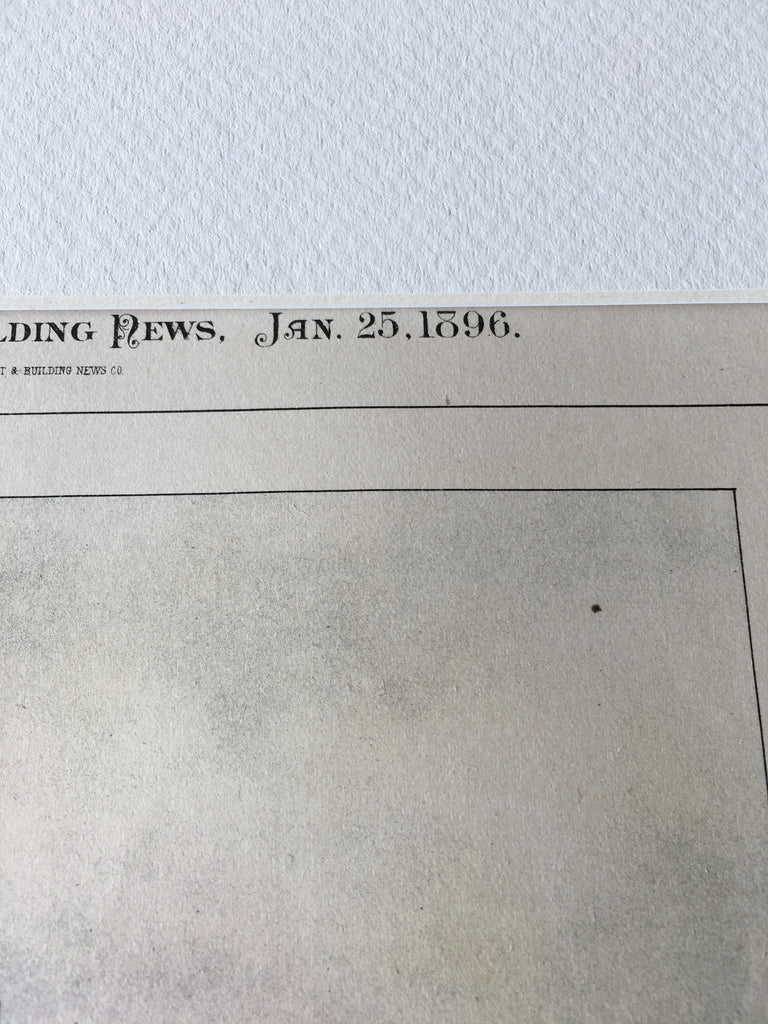 LDING NEWS, JAN. 25, 1896.
T & BUILDING NEWS CO.